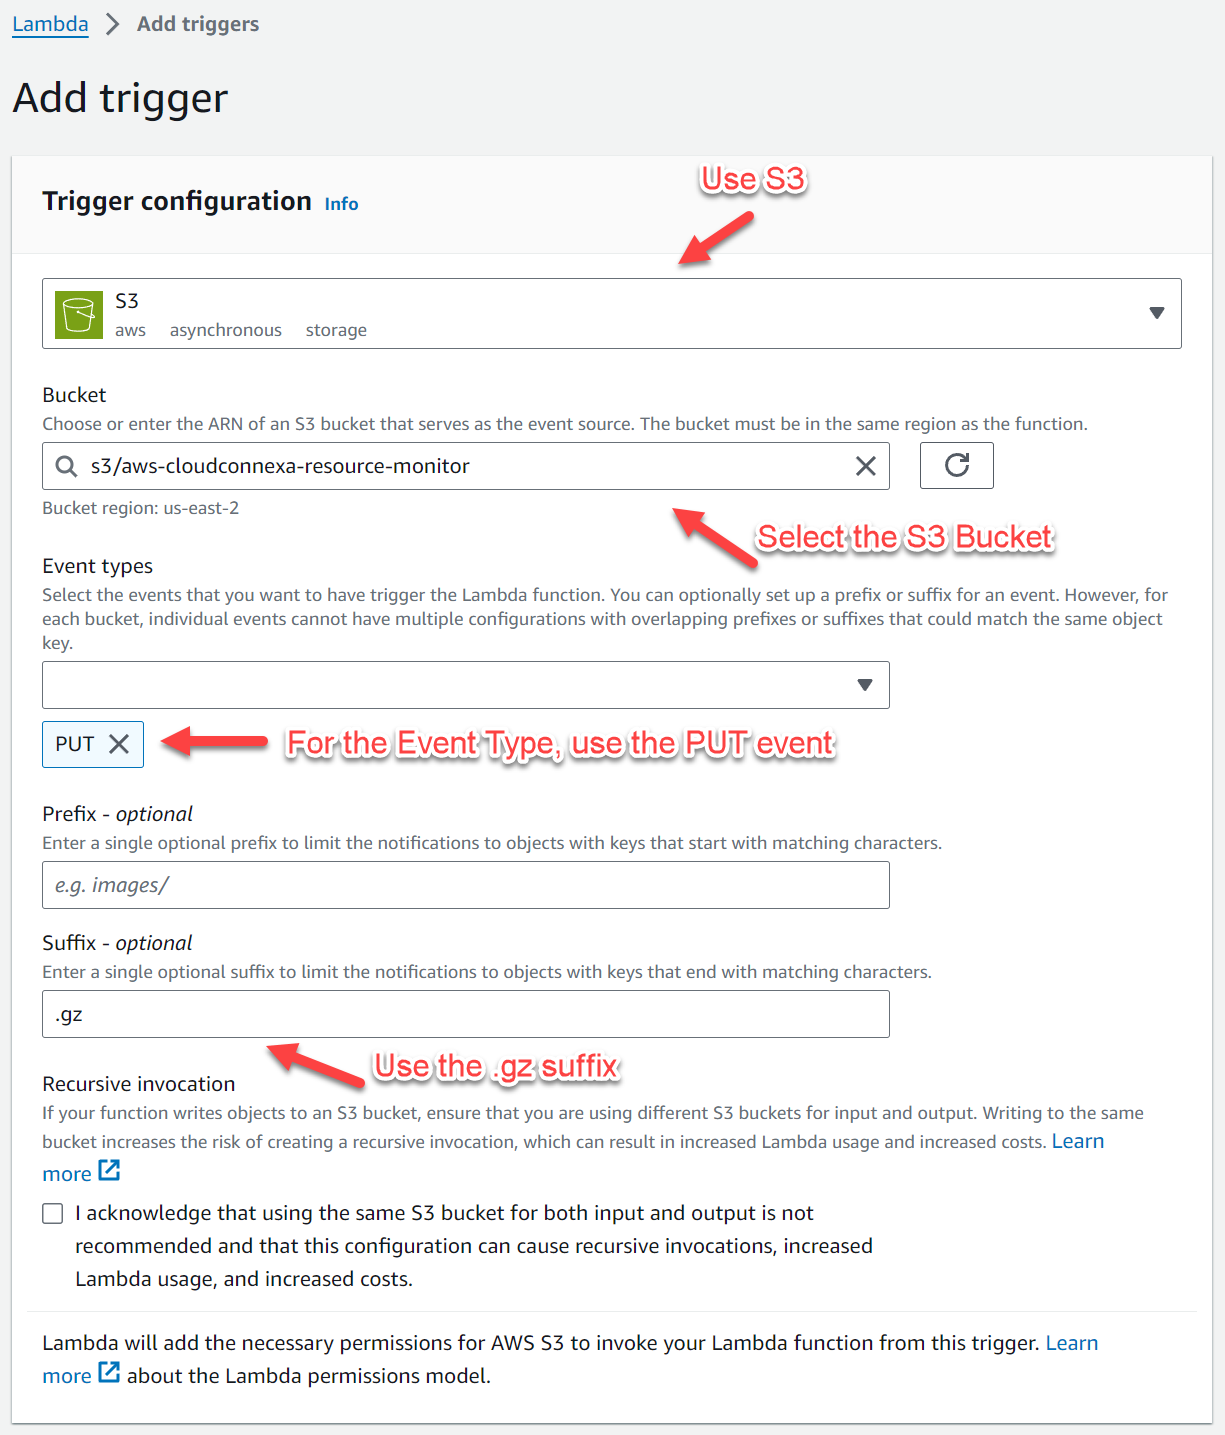 Lambda > Add triggers
Add trigger
Use S3
Trigger configuration Info
S3
aws asynchronous storage
Bucket
Choose or enter the ARN of an S3 bucket that serves as the event source. The bucket must be in the same region as the function.
s3/aws-cloudconnexa-resource-monitor
Bucket region: us-east-2
Select the S3 Bucket
Event types
Select the events that you want to have trigger the Lambda function. You can optionally set up a prefix or suffix for an event. However, for
each bucket, individual events cannot have multiple configurations with overlapping prefixes or suffixes that could match the same object
key.
PUT
For the Event Type, use the PUT event
Prefix - optional
Enter a single optional prefix to limit the notifications to objects with keys that start with matching characters.
e.g. images/
Suffix - optional
Enter a single optional suffix to limit the notifications to objects with keys that end with matching characters.
.gz
Use the .gz suffix
Recursive invocation
If your function writes objects to an S3 bucket, ensure that you are using different S3 buckets for input and output. Writing to the same
bucket increases the risk of creating a recursive invocation, which can result in increased Lambda usage and increased costs. Learn
more
I acknowledge that using the same S3 bucket for both input and output is not
recommended and that this configuration can cause recursive invocations, increased
Lambda usage, and increased costs.
Lambda will add the necessary permissions for AWS S3 to invoke your Lambda function from this trigger. Learn
more about the Lambda permissions model.